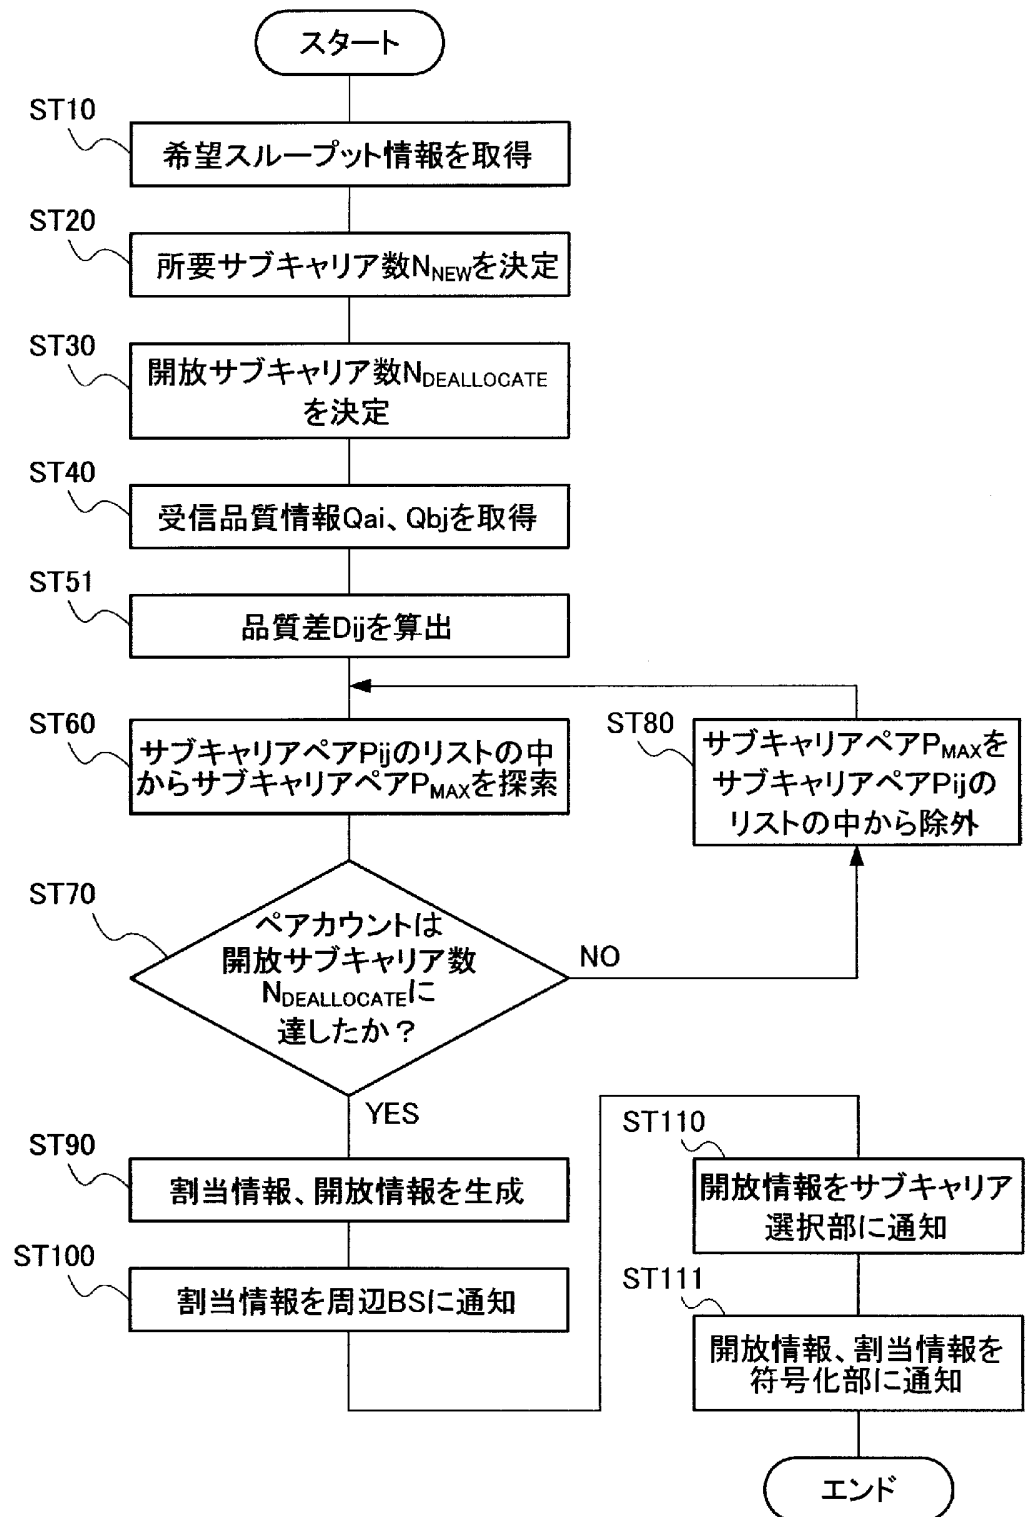 スタート
ST10
希望スループット情報を取得
ST20
所要サブキャリア数NNEWを決定
ST30
開放サブキャリア数NDEALLOCATE
を決定
ST40
受信品質情報Qai、Qbjを取得
ST51
品質差Dijを算出
ST60
サブキャリアペアPijのリストの中
からサブキャリアペアPMAXを探索
ST80
サブキャリアペアPMAXを
サブキャリアペアPijの
リストの中から除外
ST70
ペアカウントは
開放サブキャリア数
NDEALLOCATEに
達したか？
NO
YES
ST90
割当情報、開放情報を生成
ST100
割当情報を周辺BSに通知
ST110
開放情報をサブキャリア
選択部に通知
ST111
開放情報、割当情報を
符号化部に通知
エンド